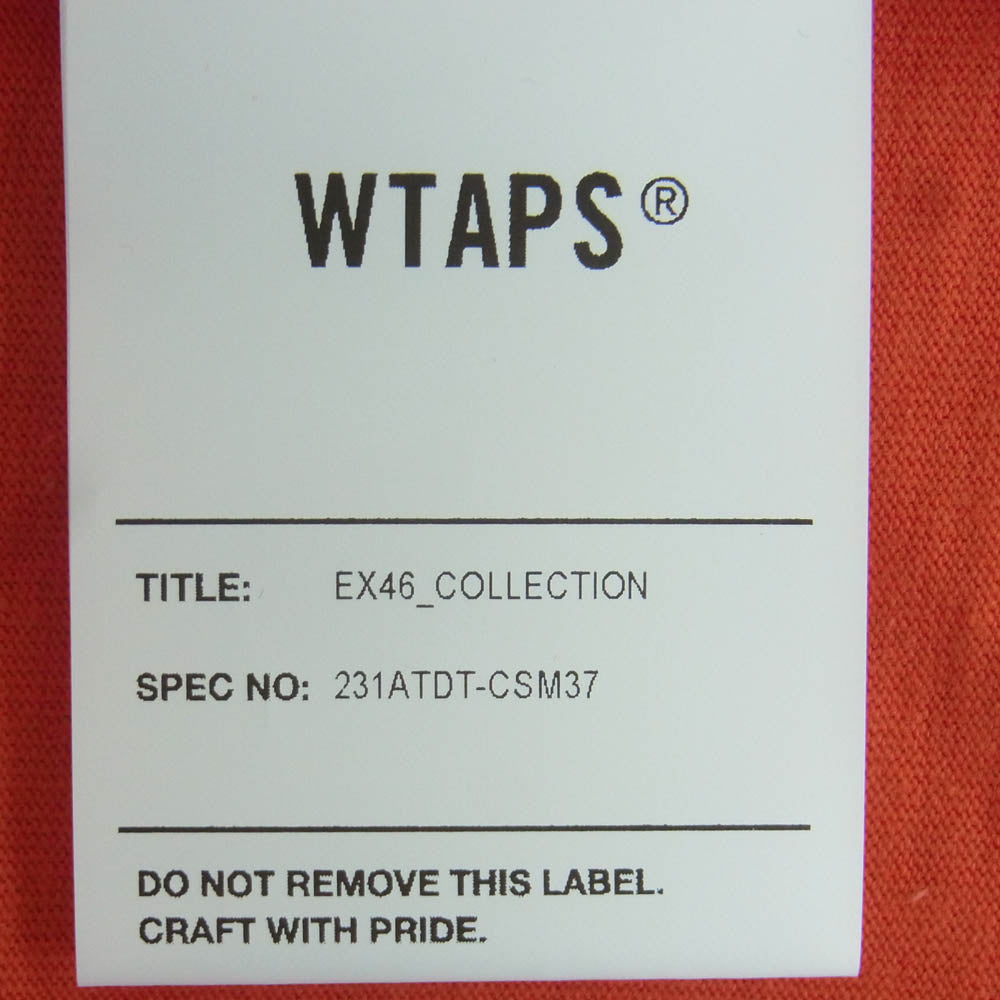 WTAPS®
TITLE: EX46_COLLECTION
SPEC NO: 231ATDT-CSM37
DO NOT REMOVE THIS LABEL.
CRAFT WITH PRIDE.